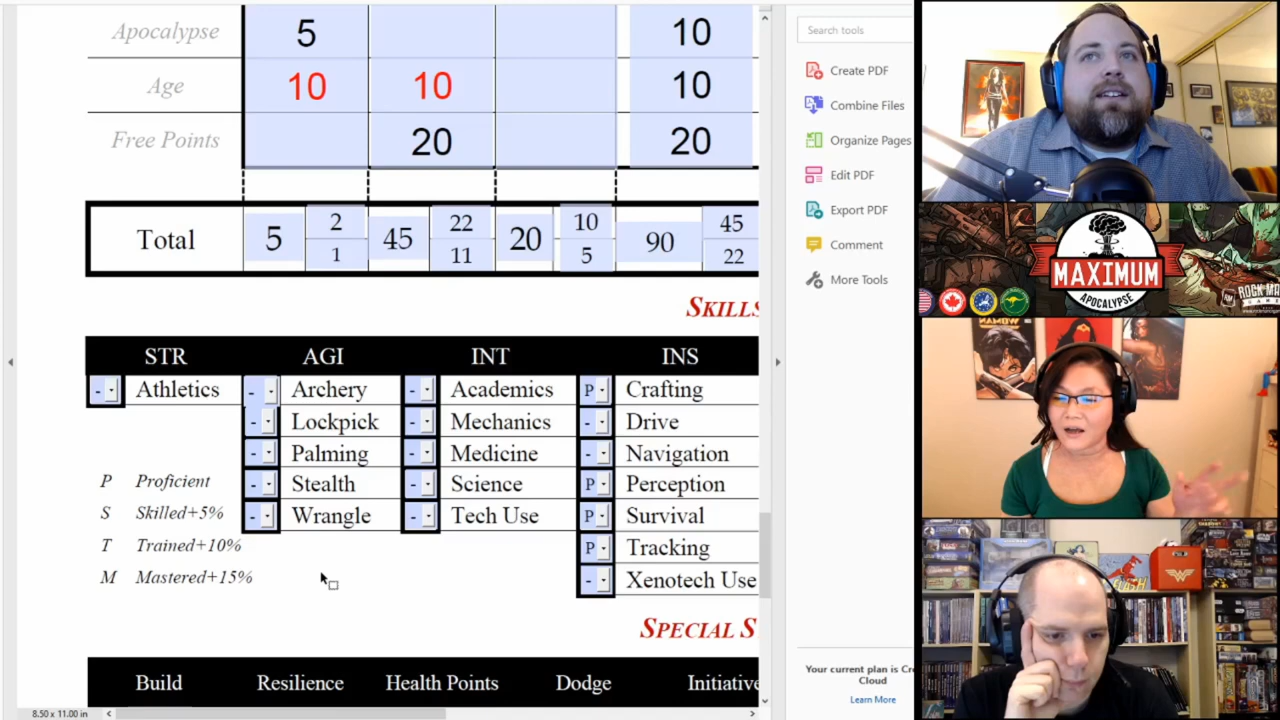 Apocalypse 5 10
Age 10 10 10
Free Points 20 20
Total 5 2 1 45 22 11 20 10 5 90 45 22
SKILLS
STR AGI INT INS
- Athletics - Archery - Academics P Crafting
- Lockpick - Mechanics - Drive
- Palming - Medicine - Navigation
P Proficient - Stealth - Science P Perception
S Skilled+5% - Wrangle - Tech Use P Survival
T Trained+10% P Tracking
M Mastered+15% - Xenotech Use
SPECIAL S
Build Resilience Health Points Dodge Initiative
8.50 x 11.00 in
Search tools
Create PDF
Combine Files
Organize Pages
Edit PDF
Export PDF
Comment
More Tools
Your current plan is Cre
Cloud
Learn More
MAXIMUM
APOCALYPSE
ROCK MA